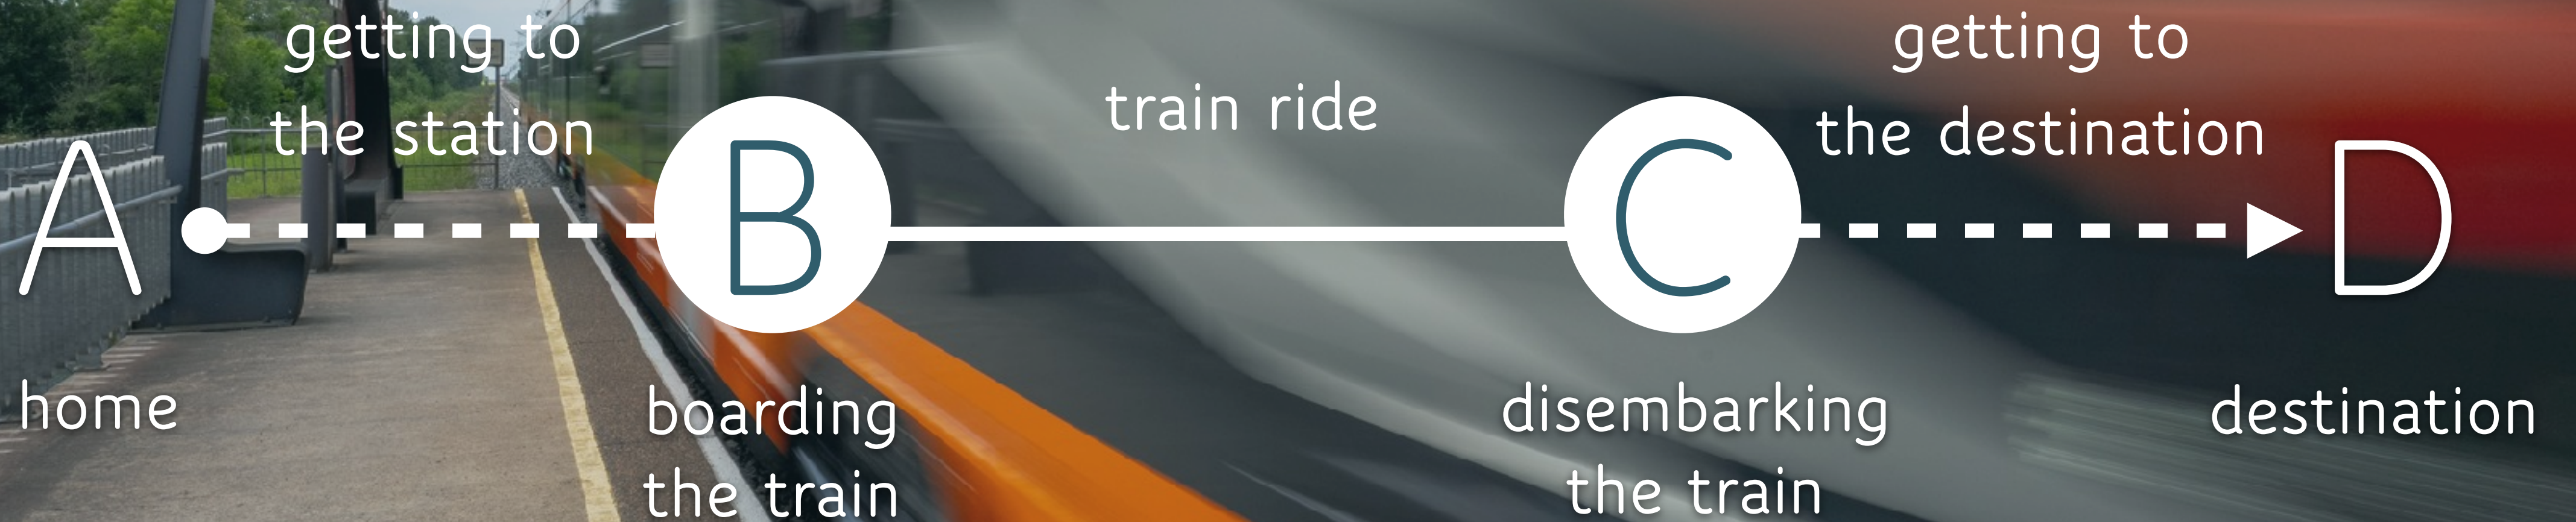 getting to
the station
train ride
getting to
the destination
A
B
C
D
home
boarding
the train
disembarking
the train
destination